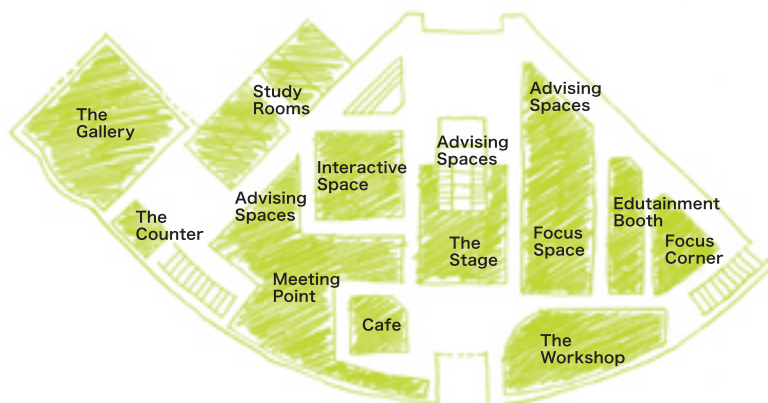 The
Gallery
Study
Rooms
Advising
Spaces
Advising
Spaces
Interactive
Space
Advising
Spaces
Edutainment
Booth
The
Counter
The
Stage
Focus
Space
Focus
Corner
Meeting
Point
Cafe
The
Workshop